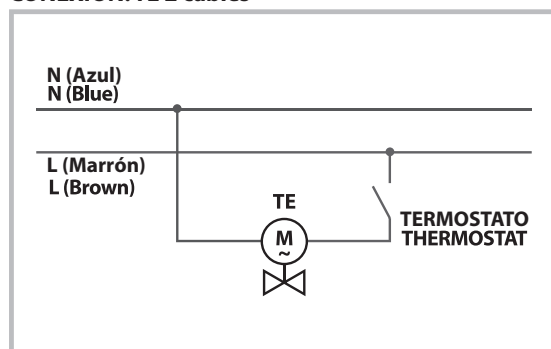 N (Azul)
N (Blue)
L (Marrón)
L (Brown)
TE
M
~
TERMOSTATO
THERMOSTAT